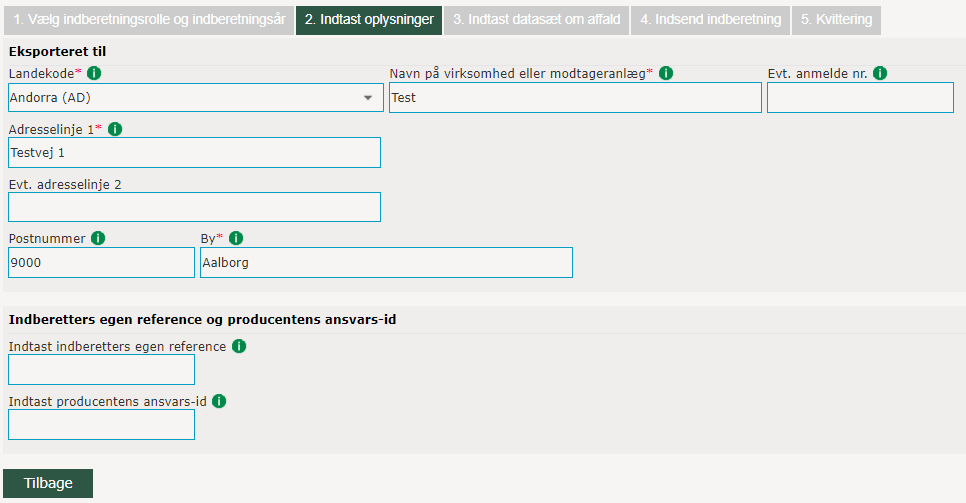 1. Vælg indberetningsrolle og indberetningsår 2. Indtast oplysninger 3. Indtast datasæt om affald 4. Indsend indberetning 5. Kvittering
Eksporteret til
Landekode* Navn på virksomhed eller modtageranlæg* Evt. anmelde nr.
Andorra (AD) Test
Adresselinje 1*
Testvej 1
Evt. adresselinje 2
Postnummer By*
9000 Aalborg
Indberetters egen reference og producentens ansvars-id
Indtast indberetters egen reference
Indtast producentens ansvars-id
Tilbage